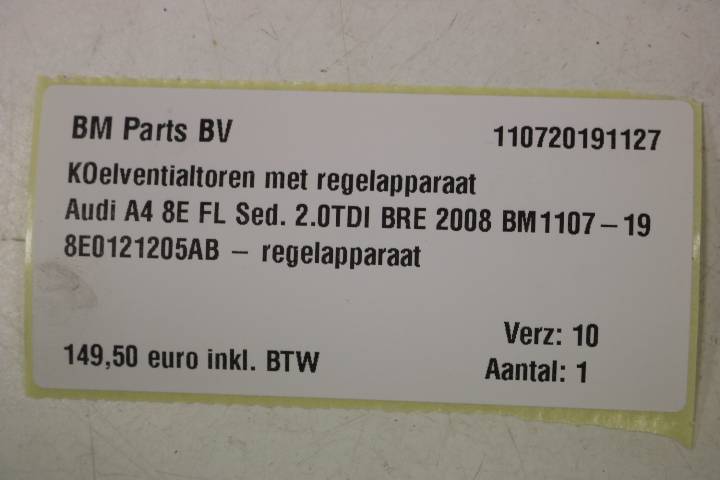 BM Parts BV 110720191127
KOelventialtoren met regelapparaat
Audi A4 8E FL Sed. 2.0TDI BRE 2008 BM1107-19
8E0121205AB - regelapparaat
Verz: 10
149,50 euro inkl. BTW Aantal: 1